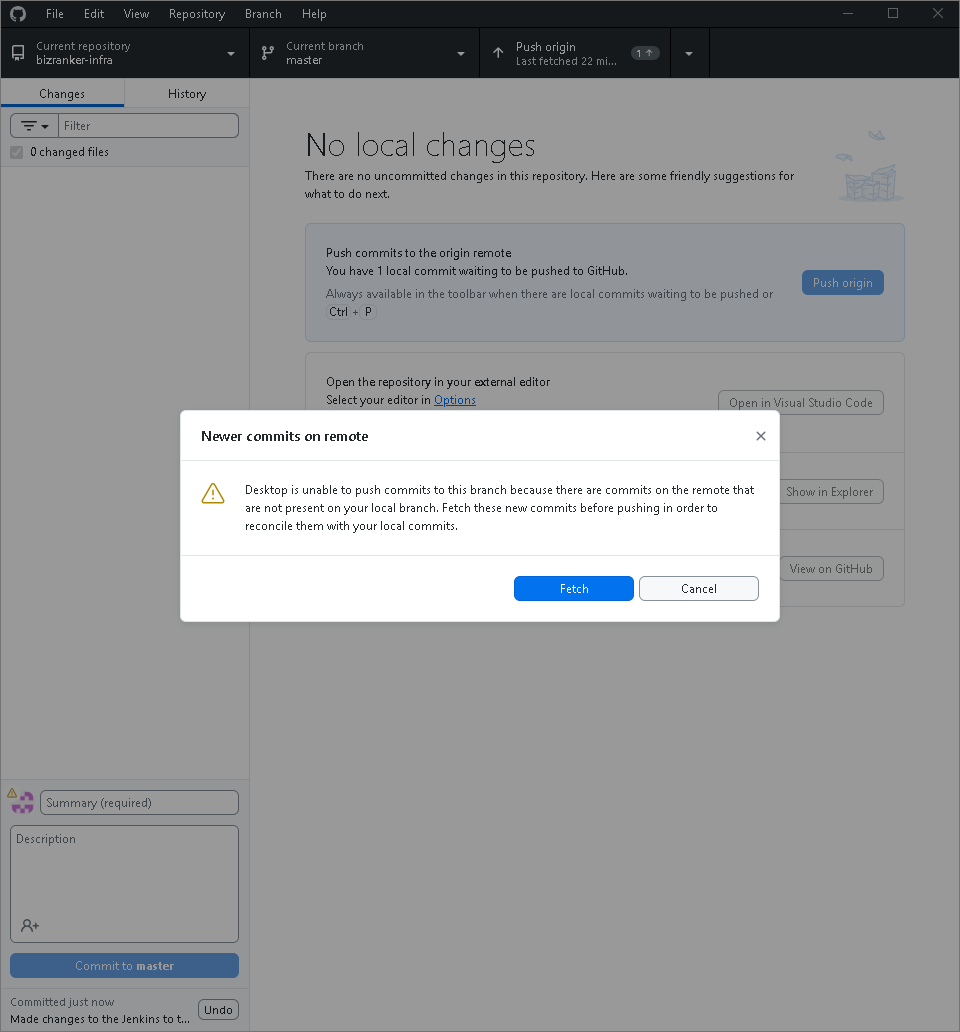 File Edit View Repository Branch Help
Current repository
bizranker-infra
Current branch
master
Push origin
Last fetched 22 mi...
1
Changes
History
Filter
0 changed files
No local changes
There are no uncommitted changes in this repository. Here are some friendly suggestions for
what to do next.
Push commits to the origin remote
You have 1 local commit waiting to be pushed to GitHub.
Always available in the toolbar when there are local commits waiting to be pushed or
Ctrl + P
Push origin
Open the repository in your external editor
Select your editor in Options
Open in Visual Studio Code
Newer commits on remote
Desktop is unable to push commits to this branch because there are commits on the remote that
are not present on your local branch. Fetch these new commits before pushing in order to
reconcile them with your local commits.
Fetch
Cancel
Show in Explorer
View on GitHub
Summary (required)
Description
Commit to master
Committed just now
Made changes to the Jenkins to t...
Undo